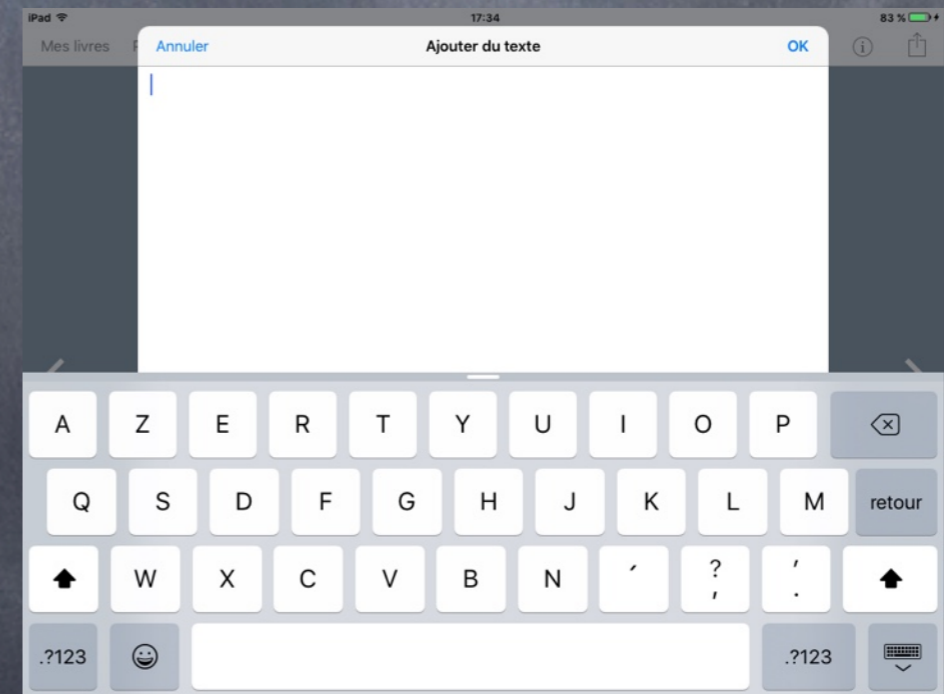 iPad 17:34 83 %
Mes livres Annuler Ajouter du texte OK
A Z E R T Y U I O P
Q S D F G H J K L M retour
W X C V B N ´ ? , ' .
.?123 .?123